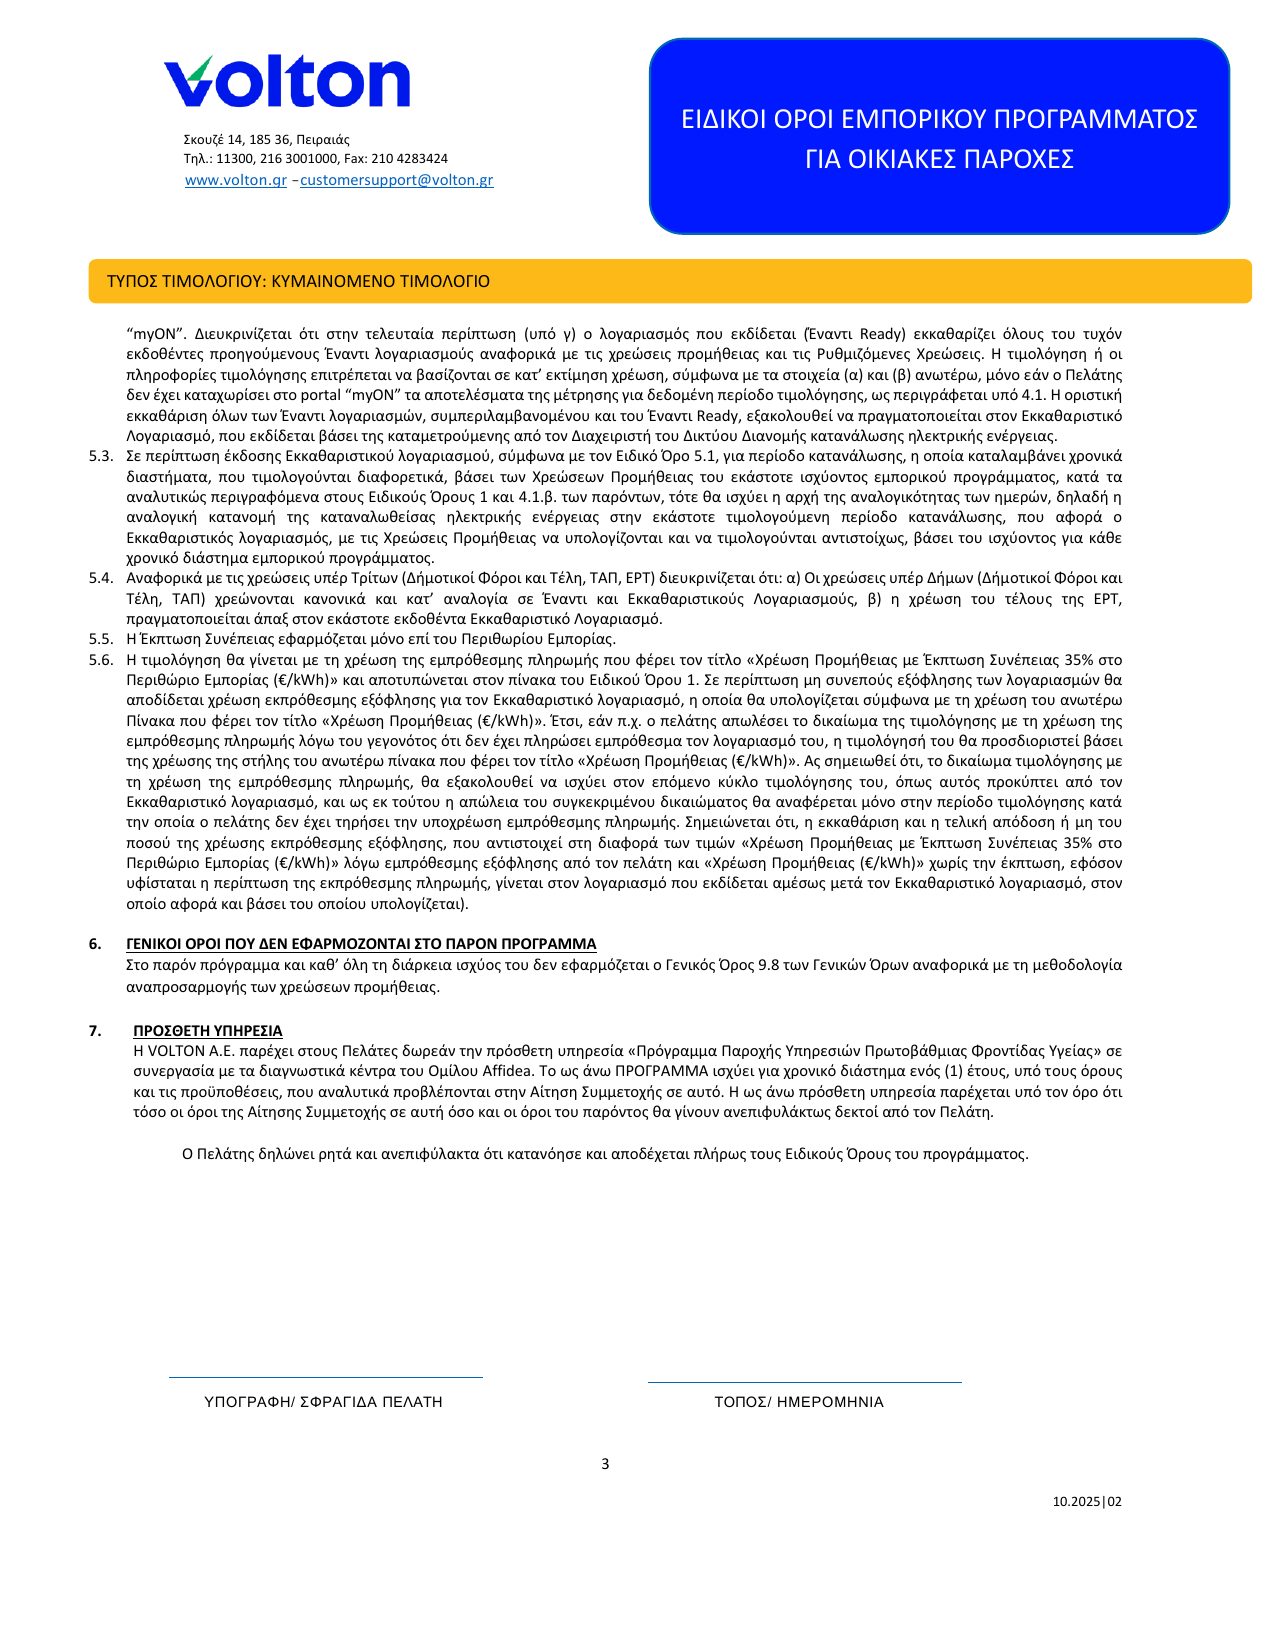 volton
Σκουζέ 14, 185 36, Πειραιάς
Τηλ.: 11300, 216 3001000, Fax: 210 4283424
www.volton.gr –customersupport@volton.gr
ΕΙΔΙΚΟΙ ΟΡΟΙ ΕΜΠΟΡΙΚΟΥ ΠΡΟΓΡΑΜΜΑΤΟΣ
ΓΙΑ ΟΙΚΙΑΚΕΣ ΠΑΡΟΧΕΣ
ΤΥΠΟΣ ΤΙΜΟΛΟΓΙΟΥ: ΚΥΜΑΙΝΟΜΕΝΟ ΤΙΜΟΛΟΓΙΟ
“myON”. Διευκρινίζεται ότι στην τελευταία περίπτωση (υπό γ) ο λογαριασμός που εκδίδεται (Έναντι Ready) εκκαθαρίζει όλους του τυχόν
εκδοθέντες προηγούμενους Έναντι λογαριασμούς αναφορικά με τις χρεώσεις προμήθειας και τις Ρυθμιζόμενες Χρεώσεις. Η τιμολόγηση ή οι
πληροφορίες τιμολόγησης επιτρέπεται να βασίζονται σε κατ’ εκτίμηση χρέωση, σύμφωνα με τα στοιχεία (α) και (β) ανωτέρω, μόνο εάν ο Πελάτης
δεν έχει καταχωρίσει στο portal “myON” τα αποτελέσματα της μέτρησης για δεδομένη περίοδο τιμολόγησης, ως περιγράφεται υπό 4.1. Η οριστική
εκκαθάριση όλων των Έναντι λογαριασμών, συμπεριλαμβανομένου και του Έναντι Ready, εξακολουθεί να πραγματοποιείται στον Εκκαθαριστικό
Λογαριασμό, που εκδίδεται βάσει της καταμετρούμενης από τον Διαχειριστή του Δικτύου Διανομής κατανάλωσης ηλεκτρικής ενέργειας.
5.3. Σε περίπτωση έκδοσης Εκκαθαριστικού λογαριασμού, σύμφωνα με τον Ειδικό Όρο 5.1, για περίοδο κατανάλωσης, η οποία καταλαμβάνει χρονικά
διαστήματα, που τιμολογούνται διαφορετικά, βάσει των Χρεώσεων Προμήθειας του εκάστοτε ισχύοντος εμπορικού προγράμματος, κατά τα
αναλυτικώς περιγραφόμενα στους Ειδικούς Όρους 1 και 4.1.β. των παρόντων, τότε θα ισχύει η αρχή της αναλογικότητας των ημερών, δηλαδή η
αναλογική κατανομή της καταναλωθείσας ηλεκτρικής ενέργειας στην εκάστοτε τιμολογούμενη περίοδο κατανάλωσης, που αφορά ο
Εκκαθαριστικός λογαριασμός, με τις Χρεώσεις Προμήθειας να υπολογίζονται και να τιμολογούνται αντιστοίχως, βάσει του ισχύοντος για κάθε
χρονικό διάστημα εμπορικού προγράμματος.
5.4. Αναφορικά με τις χρεώσεις υπέρ Τρίτων (Δήμοτικοί Φόροι και Τέλη, ΤΑΠ, ΕΡΤ) διευκρινίζεται ότι: α) Οι χρεώσεις υπέρ Δήμων (Δήμοτικοί Φόροι και
Τέλη, ΤΑΠ) χρεώνονται κανονικά και κατ’ αναλογία σε Έναντι και Εκκαθαριστικούς Λογαριασμούς, β) η χρέωση του τέλους της ΕΡΤ,
πραγματοποιείται άπαξ στον εκάστοτε εκδοθέντα Εκκαθαριστικό Λογαριασμό.
5.5. Η Έκπτωση Συνέπειας εφαρμόζεται μόνο επί του Περιθωρίου Εμπορίας.
5.6. Η τιμολόγηση θα γίνεται με τη χρέωση της εμπρόθεσμης πληρωμής που φέρει τον τίτλο «Χρέωση Προμήθειας με Έκπτωση Συνέπειας 35% στο
Περιθώριο Εμπορίας (€/kWh)» και αποτυπώνεται στον πίνακα του Ειδικού Όρου 1. Σε περίπτωση μη συνεπούς εξόφλησης των λογαριασμών θα
αποδίδεται χρέωση εκπρόθεσμης εξόφλησης για τον Εκκαθαριστικό λογαριασμό, η οποία θα υπολογίζεται σύμφωνα με τη χρέωση του ανωτέρω
Πίνακα που φέρει τον τίτλο «Χρέωση Προμήθειας (€/kWh)». Έτσι, εάν π.χ. ο πελάτης απωλέσει το δικαίωμα της τιμολόγησης με τη χρέωση της
εμπρόθεσμης πληρωμής λόγω του γεγονότος ότι δεν έχει πληρώσει εμπρόθεσμα τον λογαριασμό του, η τιμολόγησή του θα προσδιοριστεί βάσει
της χρέωσης της στήλης του ανωτέρω πίνακα που φέρει τον τίτλο «Χρέωση Προμήθειας (€/kWh)». Ας σημειωθεί ότι, το δικαίωμα τιμολόγησης με
τη χρέωση της εμπρόθεσμης πληρωμής, θα εξακολουθεί να ισχύει στον επόμενο κύκλο τιμολόγησης του, όπως αυτός προκύπτει από τον
Εκκαθαριστικό λογαριασμό, και ως εκ τούτου η απώλεια του συγκεκριμένου δικαιώματος θα αναφέρεται μόνο στην περίοδο τιμολόγησης κατά
την οποία ο πελάτης δεν έχει τηρήσει την υποχρέωση εμπρόθεσμης πληρωμής. Σημειώνεται ότι, η εκκαθάριση και η τελική απόδοση ή μη του
ποσού της χρέωσης εκπρόθεσμης εξόφλησης, που αντιστοιχεί στη διαφορά των τιμών «Χρέωση Προμήθειας με Έκπτωση Συνέπειας 35% στο
Περιθώριο Εμπορίας (€/kWh)» λόγω εμπρόθεσμης εξόφλησης από τον πελάτη και «Χρέωση Προμήθειας (€/kWh)» χωρίς την έκπτωση, εφόσον
υφίσταται η περίπτωση της εκπρόθεσμης πληρωμής, γίνεται στον λογαριασμό που εκδίδεται αμέσως μετά τον Εκκαθαριστικό λογαριασμό, στον
οποίο αφορά και βάσει του οποίου υπολογίζεται).
6. ΓΕΝΙΚΟΙ ΟΡΟΙ ΠΟΥ ΔΕΝ ΕΦΑΡΜΟΖΟΝΤΑΙ ΣΤΟ ΠΑΡΟΝ ΠΡΟΓΡΑΜΜΑ
Στο παρόν πρόγραμμα και καθ’ όλη τη διάρκεια ισχύος του δεν εφαρμόζεται ο Γενικός Όρος 9.8 των Γενικών Όρων αναφορικά με τη μεθοδολογία
αναπροσαρμογής των χρεώσεων προμήθειας.
7. ΠΡΟΣΘΕΤΗ ΥΠΗΡΕΣΙΑ
Η VOLTON Α.Ε. παρέχει στους Πελάτες δωρεάν την πρόσθετη υπηρεσία «Πρόγραμμα Παροχής Υπηρεσιών Πρωτοβάθμιας Φροντίδας Υγείας» σε
συνεργασία με τα διαγνωστικά κέντρα του Ομίλου Affidea. Το ως άνω ΠΡΟΓΡΑΜΜΑ ισχύει για χρονικό διάστημα ενός (1) έτους, υπό τους όρους
και τις προϋποθέσεις, που αναλυτικά προβλέπονται στην Αίτηση Συμμετοχής σε αυτό. Η ως άνω πρόσθετη υπηρεσία παρέχεται υπό τον όρο ότι
τόσο οι όροι της Αίτησης Συμμετοχής σε αυτή όσο και οι όροι του παρόντος θα γίνουν ανεπιφυλάκτως δεκτοί από τον Πελάτη.
Ο Πελάτης δηλώνει ρητά και ανεπιφύλακτα ότι κατανόησε και αποδέχεται πλήρως τους Ειδικούς Όρους του προγράμματος.
ΥΠΟΓΡΑΦΗ/ ΣΦΡΑΓΙΔΑ ΠΕΛΑΤΗ
ΤΟΠΟΣ/ ΗΜΕΡΟΜΗΝΙΑ
3
10.2025|02